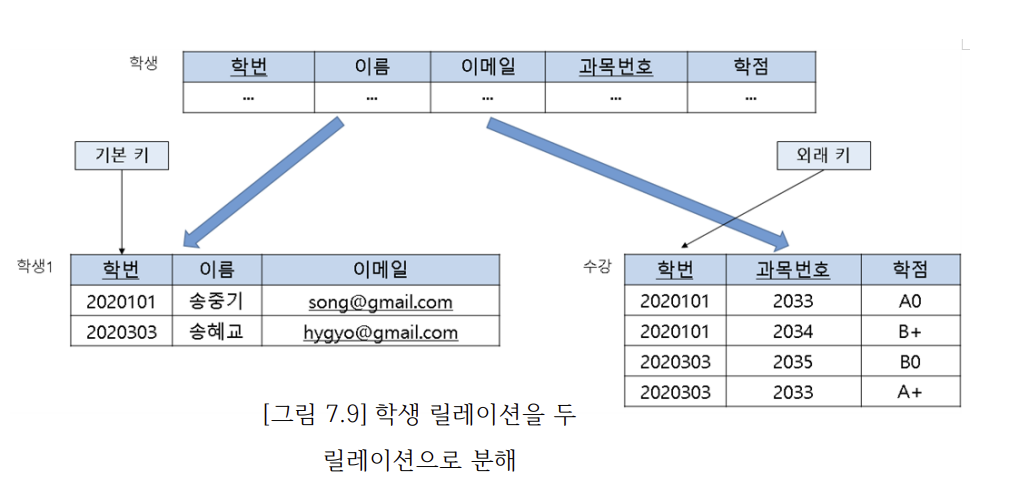 학생 학번 이름 이메일 과목번호 학점
... ... ... ... ...
기본 키
외래 키
학생1 학번 이름 이메일
2020101 송중기 song@gmail.com
2020303 송혜교 hygyo@gmail.com
수강 학번 과목번호 학점
2020101 2033 A0
2020101 2034 B+
2020303 2035 B0
2020303 2033 A+
[그림 7.9] 학생 릴레이션을 두
릴레이션으로 분해